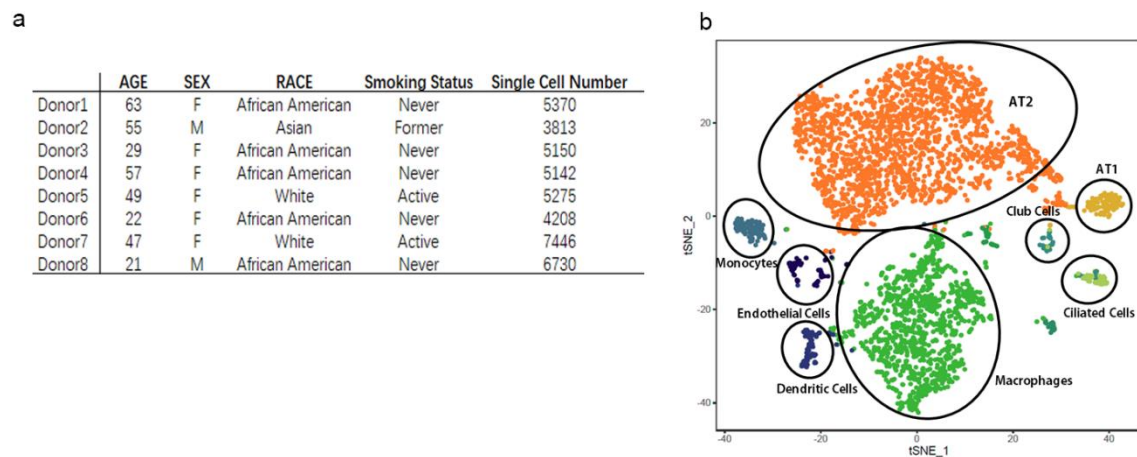 a
AGE SEX RACE Smoking Status Single Cell Number
Donor1 63 F African American Never 5370
Donor2 55 M Asian Former 3813
Donor3 29 F African American Never 5150
Donor4 57 F African American Never 5142
Donor5 49 F White Active 5275
Donor6 22 F African American Never 4208
Donor7 47 F White Active 7446
Donor8 21 M African American Never 6730
b
AT2
AT1
Club Cells
Monocytes
Endothelial Cells
Ciliated Cells
Dendritic Cells
Macrophages
tSNE_2
20
0
-20
-40
-40 -20 0 20 40
tSNE_1